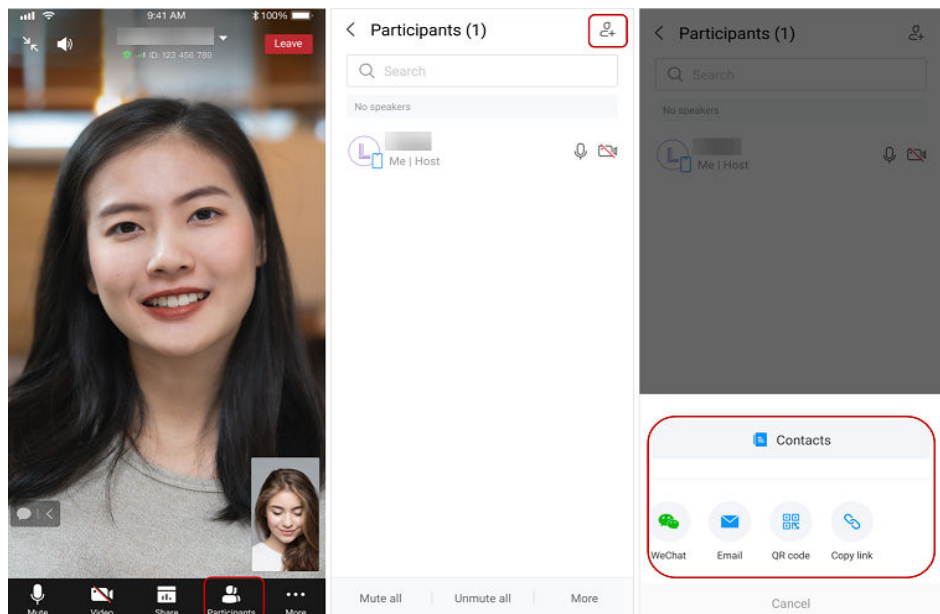 9:41 AM
100%
Leave
ID: 123 456 789
Mute
Video
Share
Participants
More
Participants (1)
Search
No speakers
L
Me | Host
Mute all
Unmute all
More
Participants (1)
Search
No speakers
L
Me | Host
Contacts
WeChat
Email
QR code
Copy link
Cancel